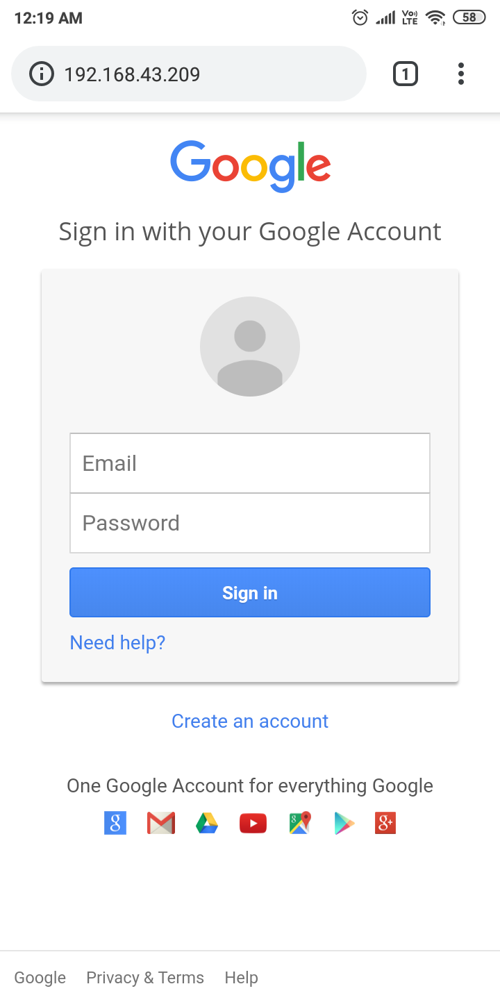 12:19 AM Vo)) LTE 58
192.168.43.209 1
Google
Sign in with your Google Account
Email
Password
Sign in
Need help?
Create an account
One Google Account for everything Google
g 8 g+
Google Privacy & Terms Help